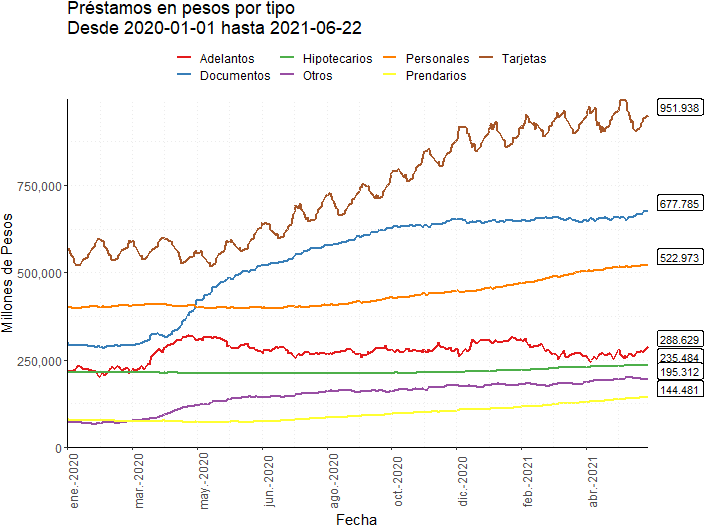 Préstamos en pesos por tipo
Desde 2020-01-01 hasta 2021-06-22
Adelantos Hipotecarios Personales Tarjetas
Documentos Otros Prendarios
Millones de Pesos
750,000
500,000
250,000
0
951.938
677.785
522.973
288.629
235.484
195.312
144.481
ene.-2020
mar.-2020
may.-2020
jun.-2020
ago.-2020
oct.-2020
dic.-2020
feb.-2021
abr.-2021
Fecha